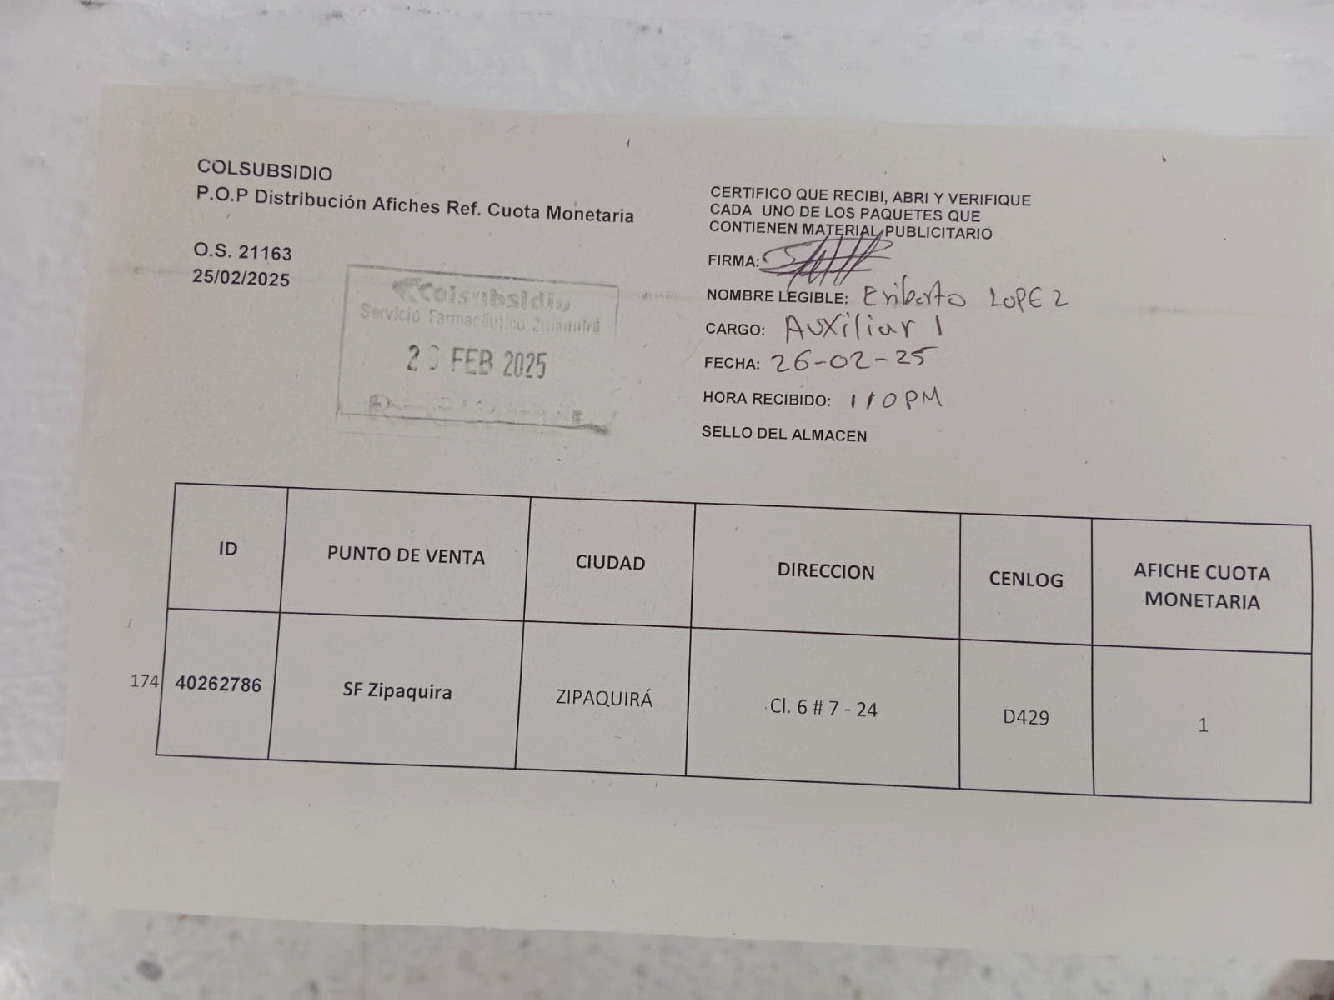 COLSUBSIDIO
P.O.P Distribución Afiches Ref. Cuota Monetaria
O.S. 21163
25/02/2025
Colsubsidio
Servicio Farmacéutico Zipaquirá
FEB 2025
CERTIFICO QUE RECIBI, ABRI Y VERIFIQUE
CADA UNO DE LOS PAQUETES QUE
CONTIENEN MATERIAL PUBLICITARIO
FIRMA:
NOMBRE LEGIBLE: Eriberto LOPEZ
CARGO: Auxiliar 1
FECHA: 26-02-25
HORA RECIBIDO: 110PM
SELLO DEL ALMACEN
ID PUNTO DE VENTA CIUDAD DIRECCION CENLOG AFICHE CUOTA
MONETARIA
174 40262786 SF Zipaquira ZIPAQUIRÁ Cl. 6 # 7 - 24 D429 1